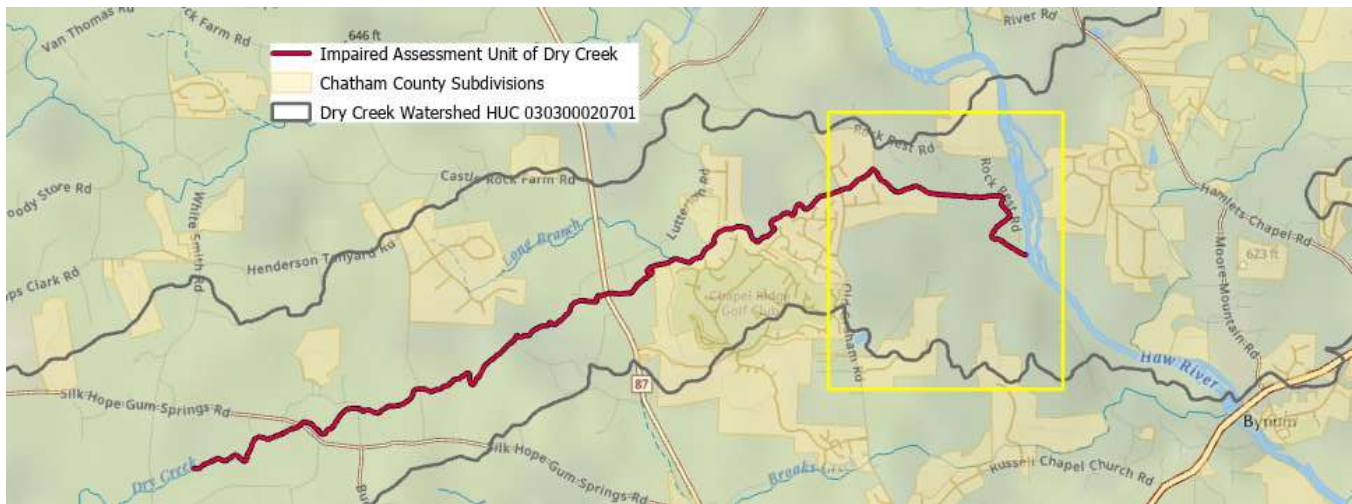 Van Thomas Rd
Rock Farm Rd
646 ft
River Rd
Impaired Assessment Unit of Dry Creek
Chatham County Subdivisions
Dry Creek Watershed HUC 030300020701
Rock Rest Rd
Castle Rock Farm Rd
oody Store Rd
White Smith Rd
Rock Rest Rd
Hamlets Chapel Rd
Long Branch
Henderson Tanyard Rd
ps Clark Rd
623 ft
Moore Mountain Rd
Chapel Ridge
Golf Club
Haw River
87
Silk Hope Gum Springs Rd
Bynum
Silk Hope Gum Springs Rd
Dry Creek
Brooks
Russell Chapel Church Rd